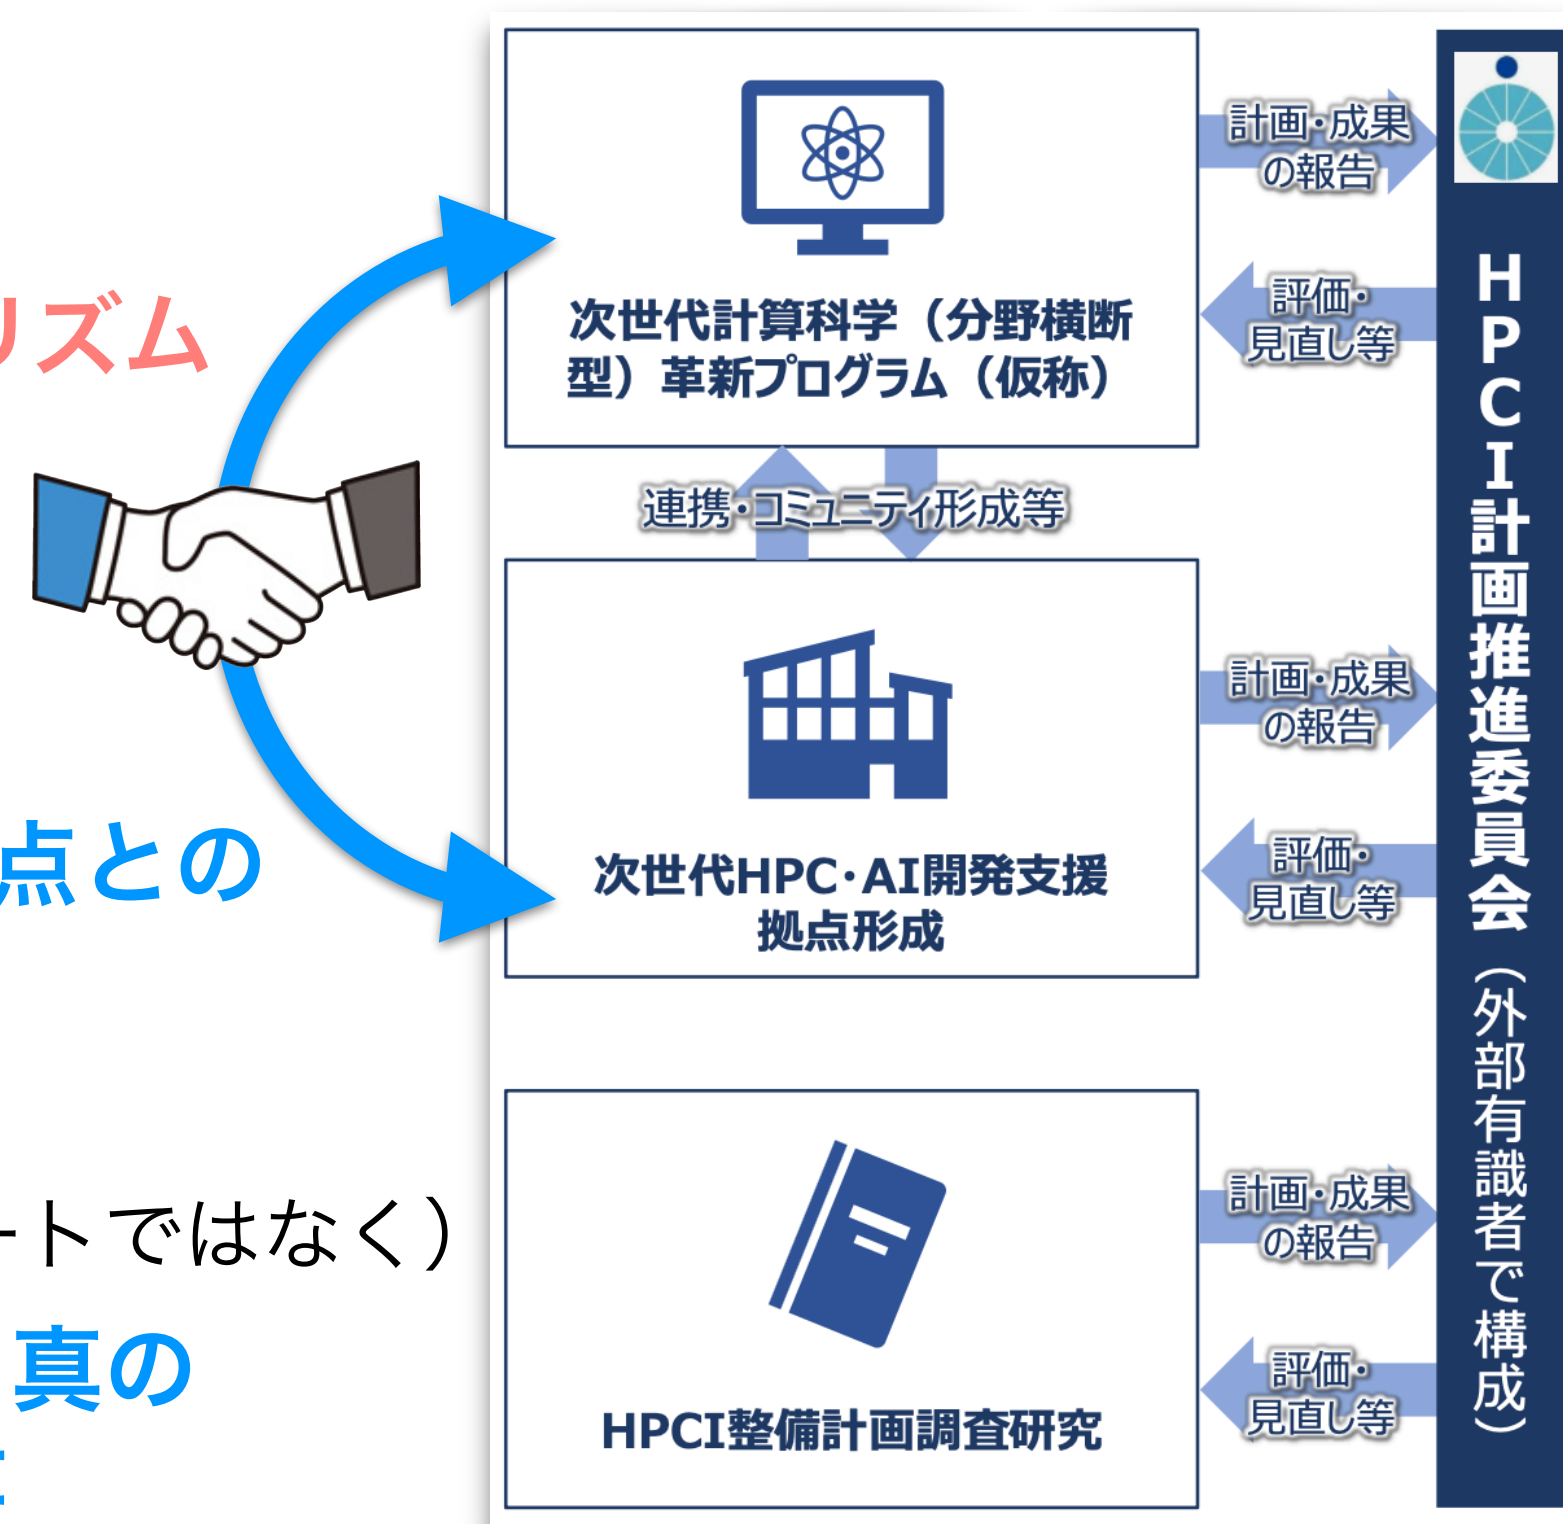 リズム
点との
ートではなく）
真の
次世代計算科学（分野横断
型）革新プログラム（仮称）
連携・コミュニティ形成等
次世代HPC・AI開発支援
拠点形成
HPCI整備計画調査研究
計画・成果
の報告
評価・
見直し等
計画・成果
の報告
評価・
見直し等
計画・成果
の報告
評価・
見直し等
HPCI計画推進委員会（外部有識者で構成）